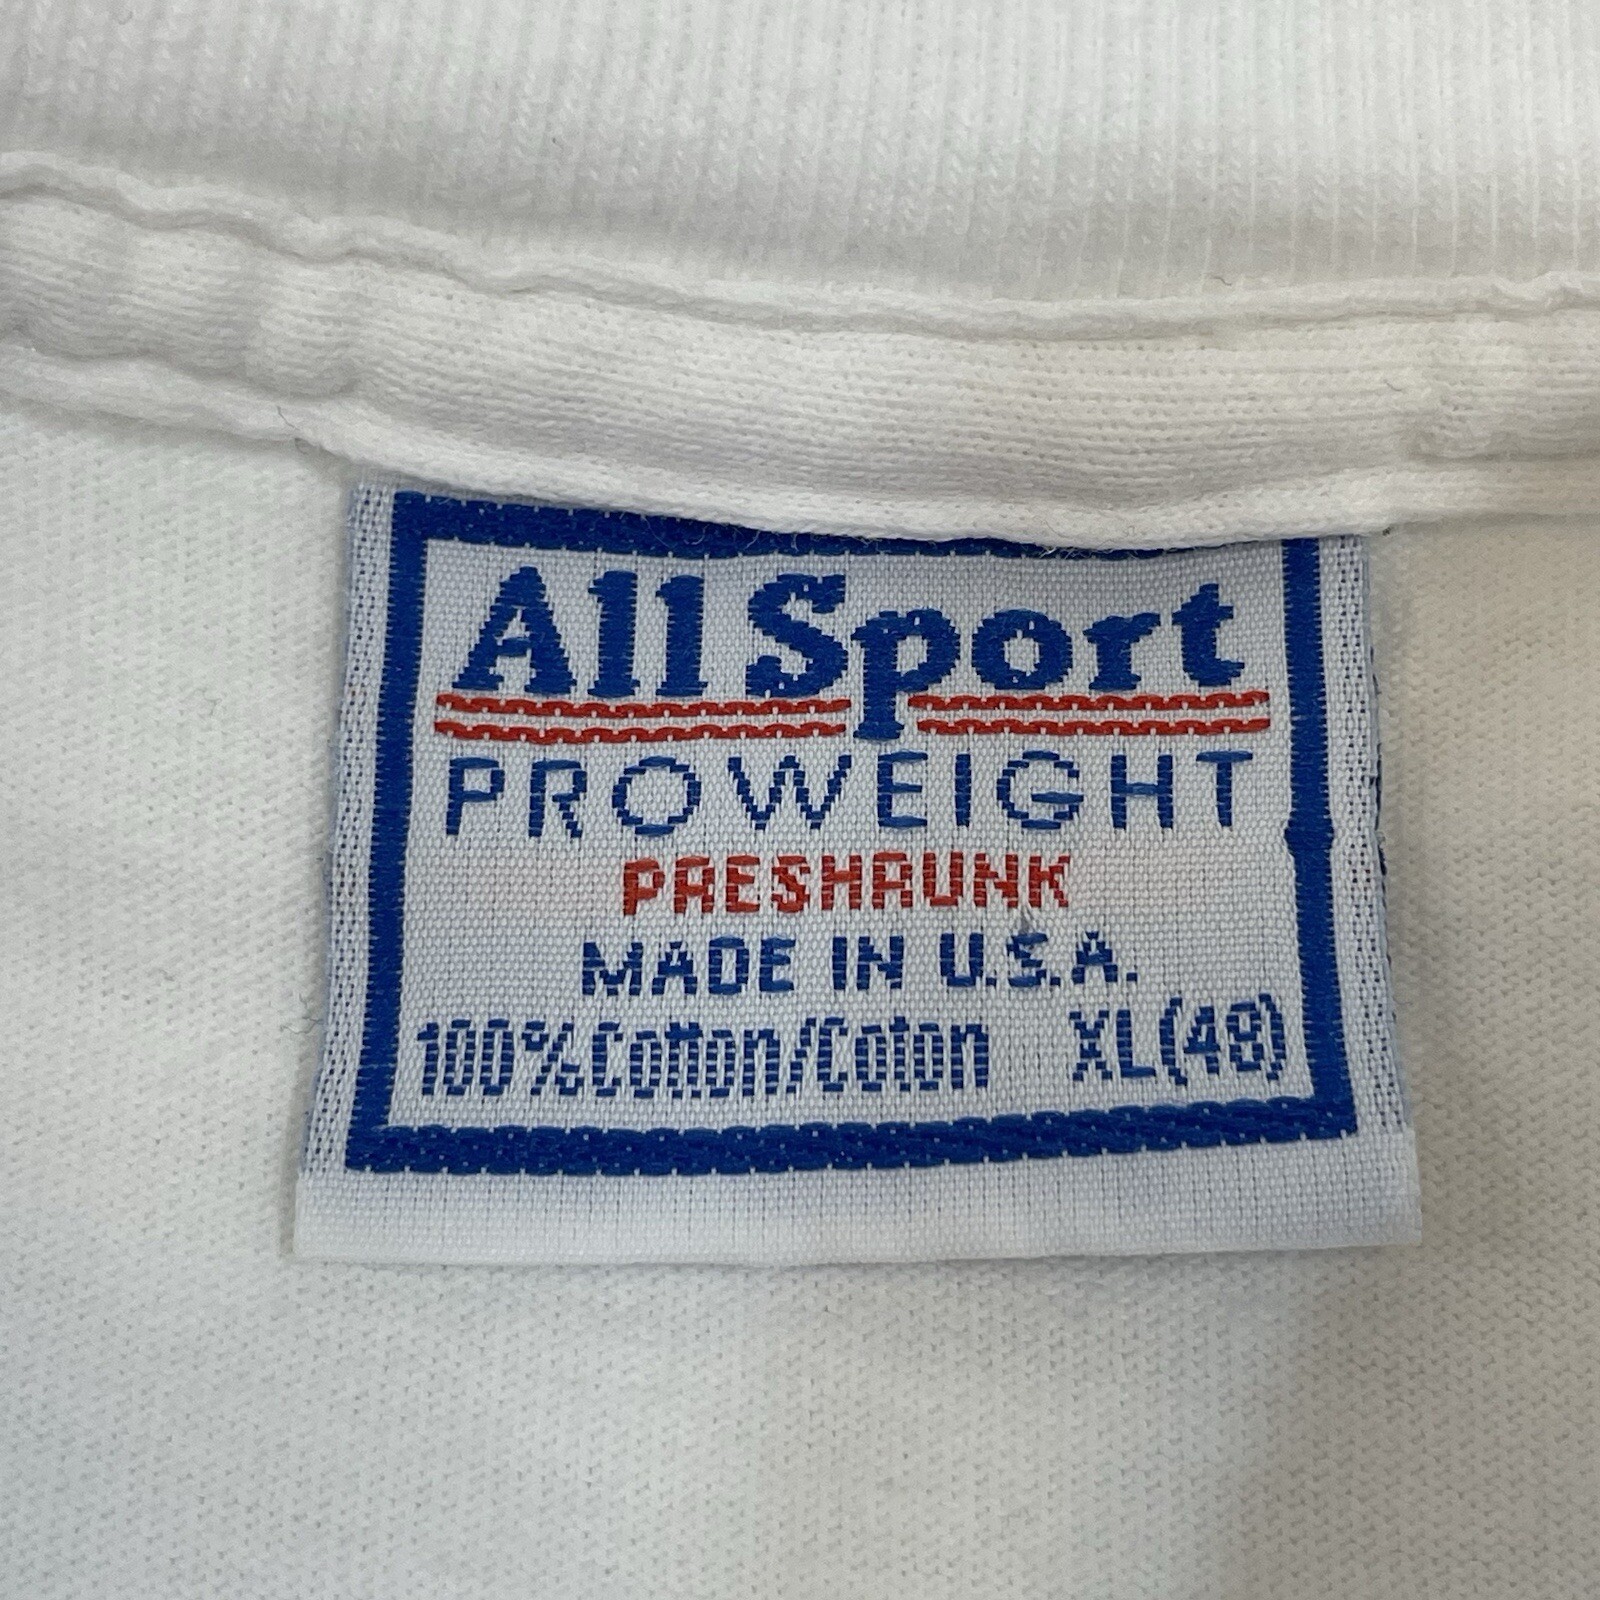 All Sport
PROWEIGHT
PRESHRUNK
MADE IN U.S.A.
100% Cotton/Coton XL(48)